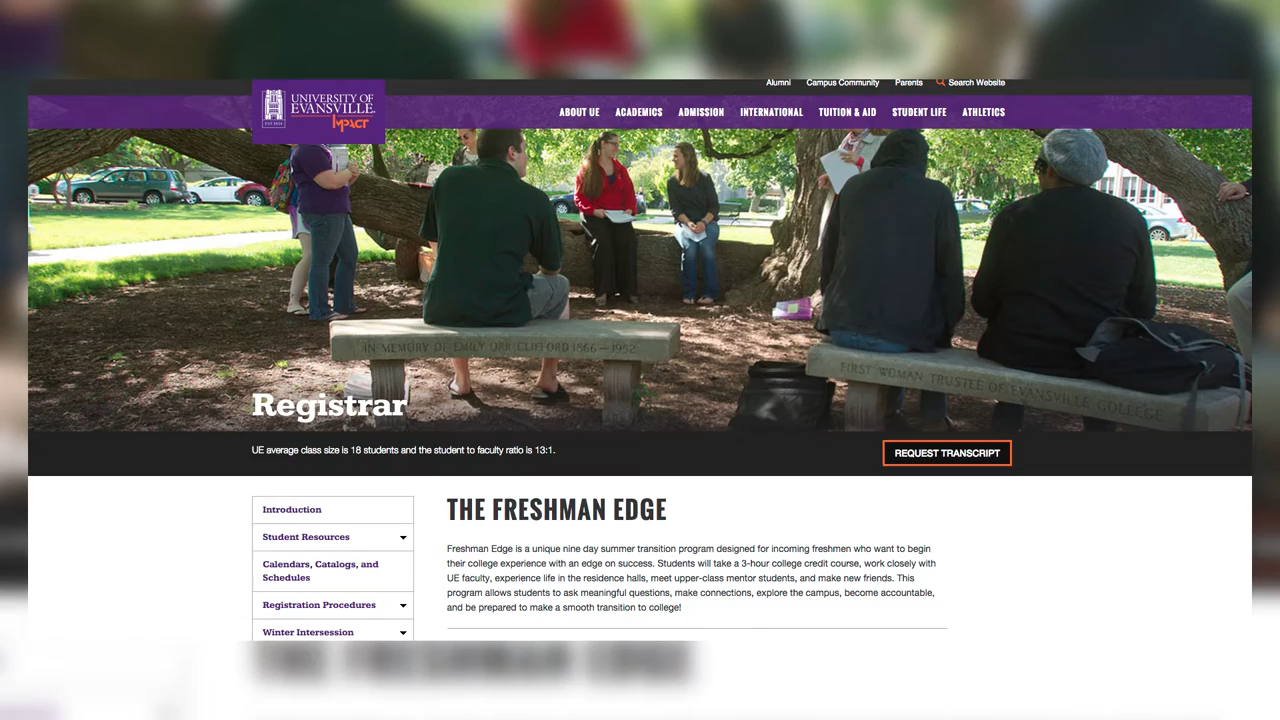 Alumni Campus Community Parents Search Website
UNIVERSITY OF
EVANSVILLE
IMPACT
ABOUT UE ACADEMICS ADMISSION INTERNATIONAL TUITION & AID STUDENT LIFE ATHLETICS
IN MEMORY OF EMILY ORR CLIFFORD 1866-1952
FIRST WOMAN TRUSTEE OF EVANSVILLE COLLEGE
Registrar
UE average class size is 18 students and the student to faculty ratio is 13:1.
REQUEST TRANSCRIPT
Introduction
Student Resources
Calendars, Catalogs, and
Schedules
Registration Procedures
Winter Intersession
THE FRESHMAN EDGE
Freshman Edge is a unique nine day summer transition program designed for incoming freshmen who want to begin
their college experience with an edge on success. Students will take a 3-hour college credit course, work closely with
UE faculty, experience life in the residence halls, meet upper-class mentor students, and make new friends. This
program allows students to ask meaningful questions, make connections, explore the campus, become accountable,
and be prepared to make a smooth transition to college!
THE FRESHMAN EDGE